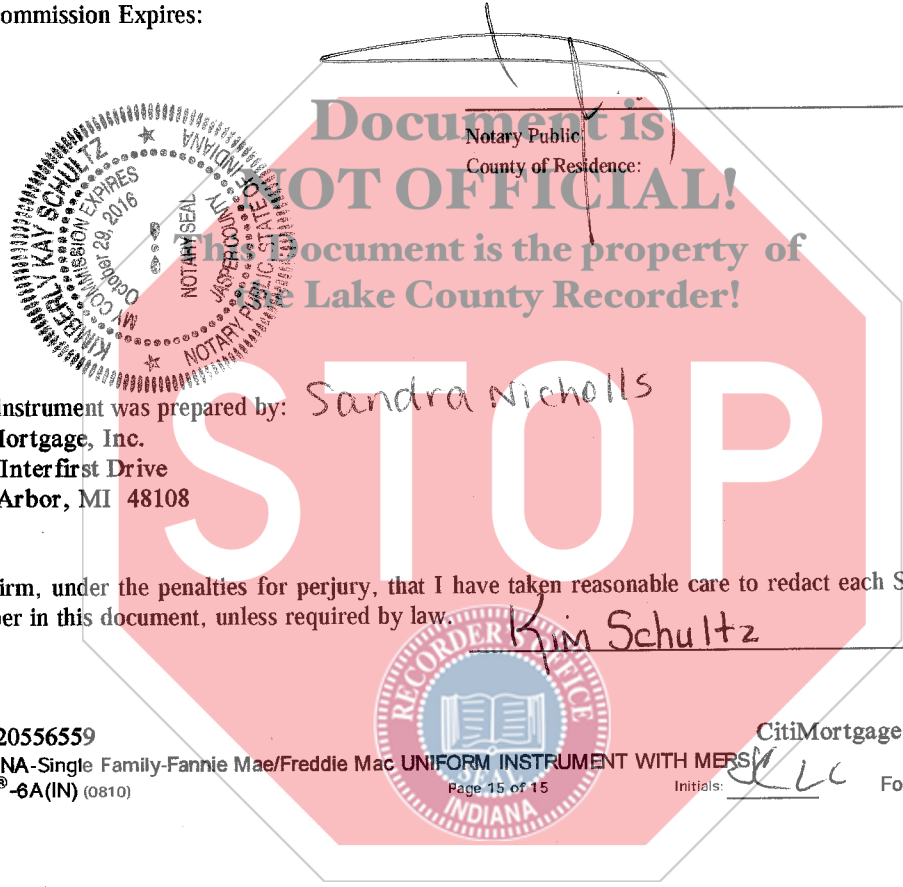 ommission Expires:
Document is
Notary Public
County of Residence:
NOT OFFICIAL!
This Document is the property of
the Lake County Recorder!
KIMBERLY KAY SCHULTZ
NOTARY PUBLIC, STATE OF INDIANA
MY COMMISSION EXPIRES
October 29, 2016
NOTARY SEAL
JASPER COUNTY
STOP
nstrument was prepared by: Sandra Nicholls
Mortgage, Inc.
Interfirst Drive
Arbor, MI 48108
irm, under the penalties for perjury, that I have taken reasonable care to redact each S
er in this document, unless required by law.
Kim Schultz
RECORDER'S OFFICE
SEAL
INDIANA
20556559
CitiMortgage
NA-Single Family-Fannie Mae/Freddie Mac UNIFORM INSTRUMENT WITH MERS
®-6A(IN) (0810)
Page 15 of 15
Initials:
Fo